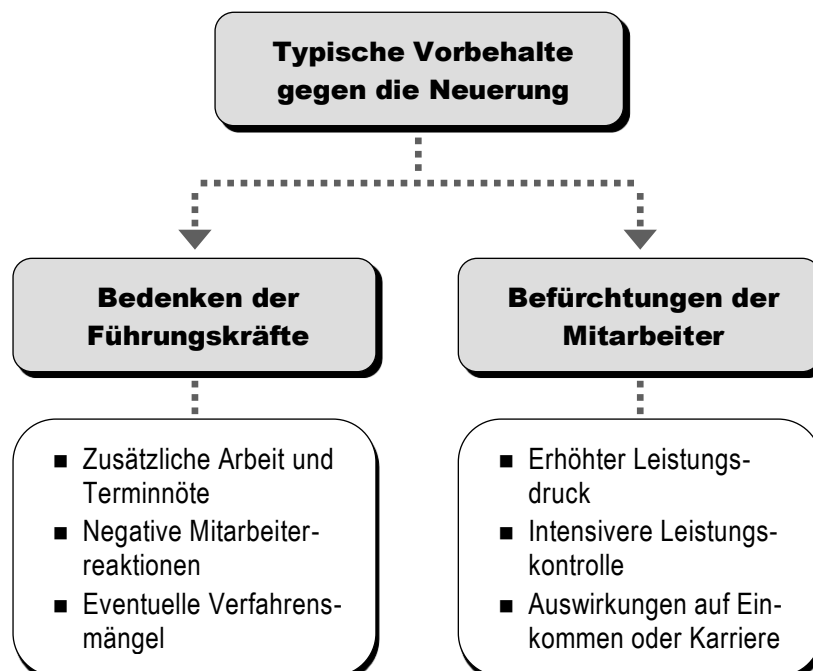 Typische Vorbehalte
gegen die Neuerung
Bedenken der
Führungskräfte
Befürchtungen der
Mitarbeiter
■ Zusätzliche Arbeit und
Terminnöte
■ Negative Mitarbeiter-
reaktionen
■ Eventuelle Verfahrens-
mängel
■ Erhöhter Leistungs-
druck
■ Intensivere Leistungs-
kontrolle
■ Auswirkungen auf Ein-
kommen oder Karriere